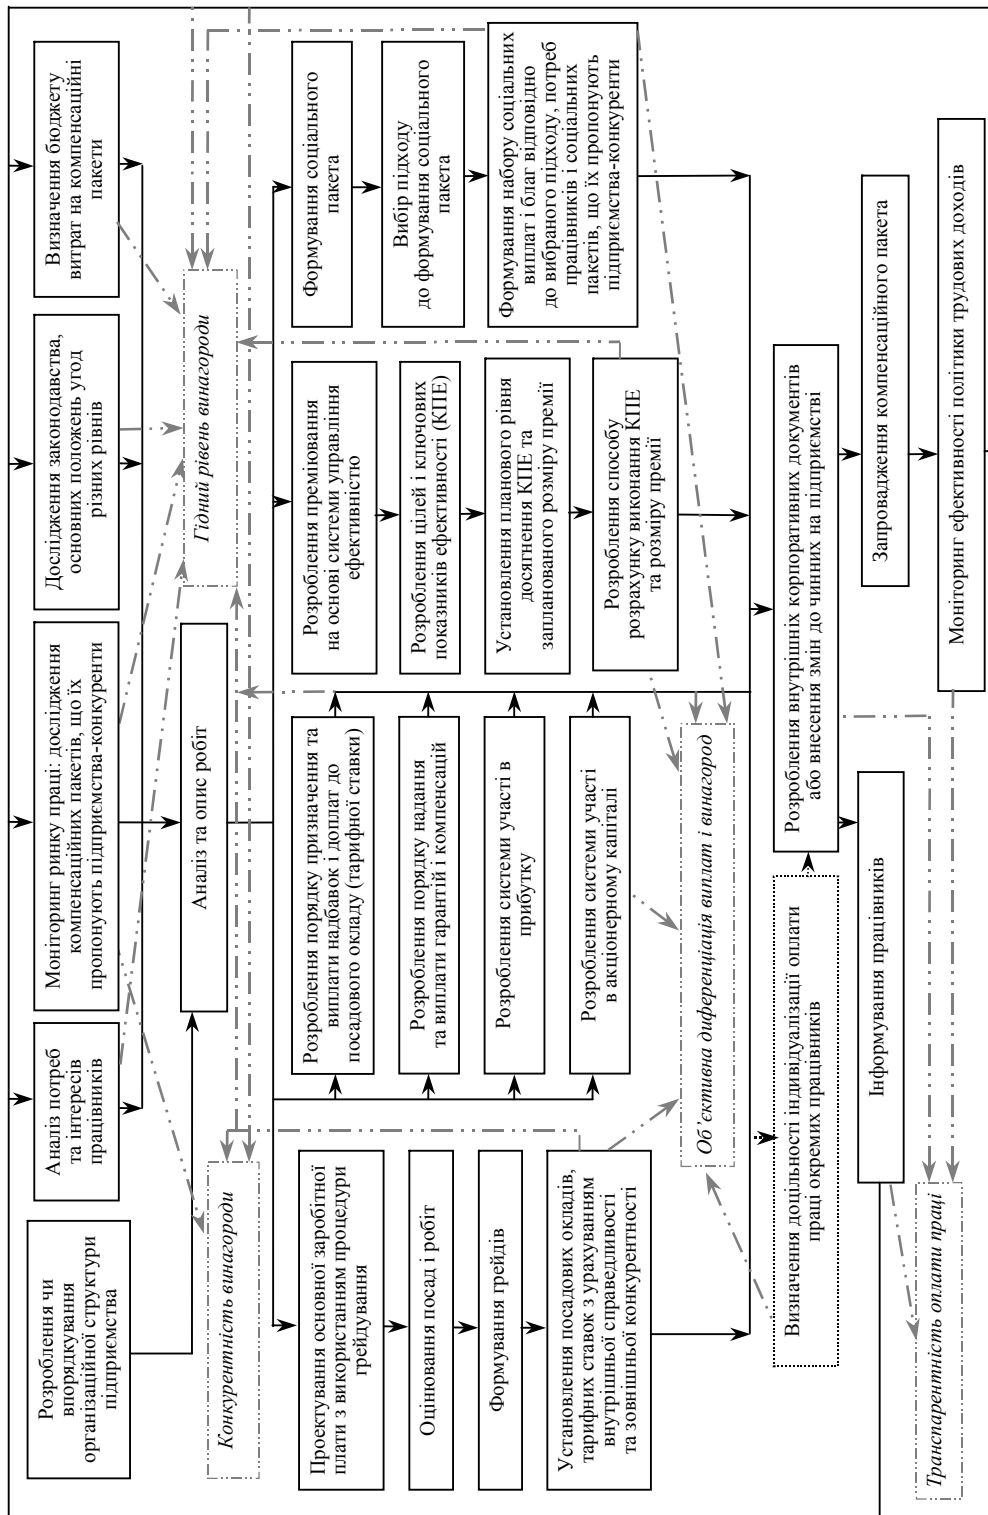 Розроблення чи
впорядкування
організаційної структури
підприємства
Аналіз потреб
та інтересів
працівників
Моніторинг ринку праці: дослідження
компенсаційних пакетів, що їх
пропонують підприємства-конкуренти
Дослідження законодавства,
основних положень угод
різних рівнів
Визначення бюджету
витрат на компенсаційні
пакети
Конкурентність винагороди
Аналіз та опис робіт
Гідний рівень винагороди
Проектування основної заробітної
плати з використанням процедури
грейдування
Оцінювання посад і робіт
Формування грейдів
Установлення посадових окладів,
тарифних ставок з урахуванням
внутрішньої справедливості
та зовнішньої конкурентності
Розроблення порядку призначення та
виплати надбавок і доплат до
посадового окладу (тарифної ставки)
Розроблення порядку надання
та виплати гарантій і компенсацій
Розроблення системи участі в
прибутку
Розроблення системи участі
в акціонерному капіталі
Розроблення преміювання
на основі системи управління
ефективністю
Розроблення цілей і ключових
показників ефективності (КПЕ)
Установлення планового рівня
досягнення КПЕ та
запланованого розміру премії
Розроблення способу
розрахунку виконання КПЕ
та розміру премії
Формування соціального
пакета
Вибір підходу
до формування соціального
пакета
Формування набору соціальних
виплат і благ відповідно
до вибраного підходу, потреб
працівників і соціальних
пакетів, що їх пропонують
підприємства-конкуренти
Об’єктивна диференціація виплат і винагород
Визначення доцільності індивідуалізації оплати
праці окремих працівників
Розроблення внутрішніх корпоративних документів
або внесення змін до чинних на підприємстві
Інформування працівників
Запровадження компенсаційного пакета
Транспарентність оплати праці
Моніторинг ефективності політики трудових доходів